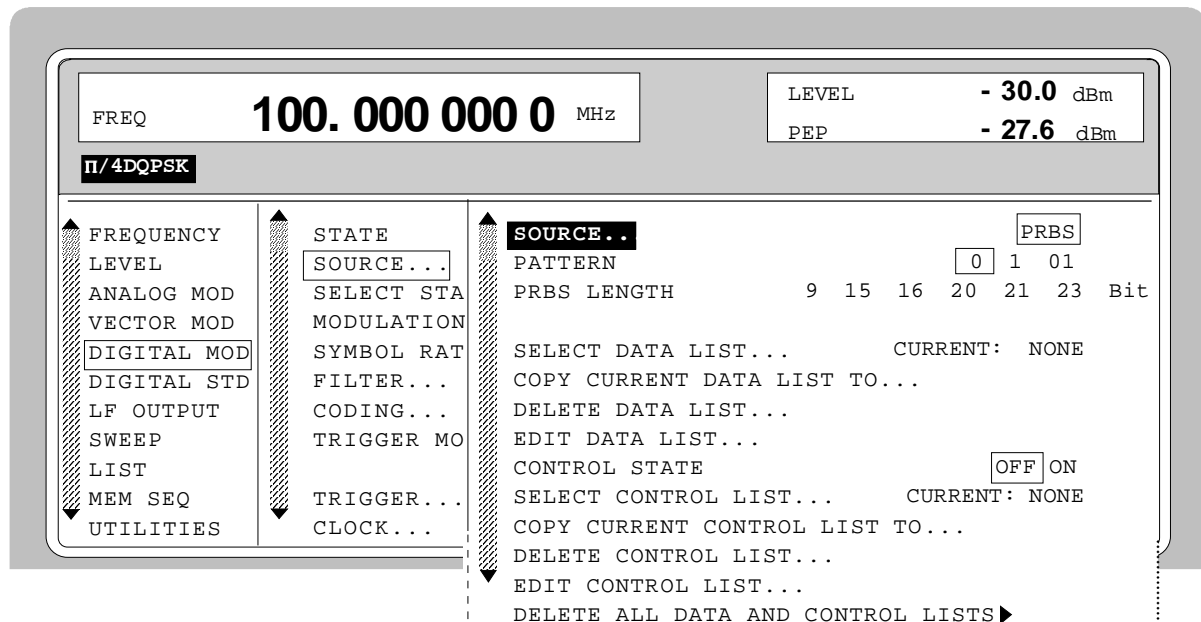 FREQ 100. 000 000 0 MHz
LEVEL - 30.0 dBm
PEP - 27.6 dBm
Π/4DQPSK
FREQUENCY
LEVEL
ANALOG MOD
VECTOR MOD
DIGITAL MOD
DIGITAL STD
LF OUTPUT
SWEEP
LIST
MEM SEQ
UTILITIES
STATE
SOURCE...
SELECT STA
MODULATION
SYMBOL RAT
FILTER...
CODING...
TRIGGER MO
TRIGGER...
CLOCK...
SOURCE.. PRBS
PATTERN 0 1 01
PRBS LENGTH 9 15 16 20 21 23 Bit
SELECT DATA LIST... CURRENT: NONE
COPY CURRENT DATA LIST TO...
DELETE DATA LIST...
EDIT DATA LIST...
CONTROL STATE OFF ON
SELECT CONTROL LIST... CURRENT: NONE
COPY CURRENT CONTROL LIST TO...
DELETE CONTROL LIST...
EDIT CONTROL LIST...
DELETE ALL DATA AND CONTROL LISTS